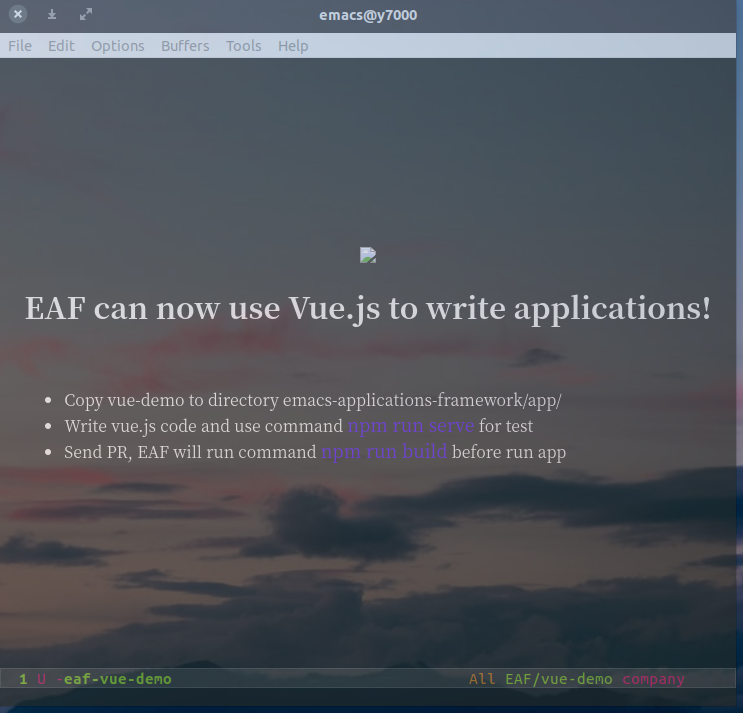 emacs@y7000
File Edit Options Buffers Tools Help
EAF can now use Vue.js to write applications!
Copy vue-demo to directory emacs-applications-framework/app/
Write vue.js code and use command npm run serve for test
Send PR, EAF will run command npm run build before run app
1 U -eaf-vue-demo All EAF/vue-demo company